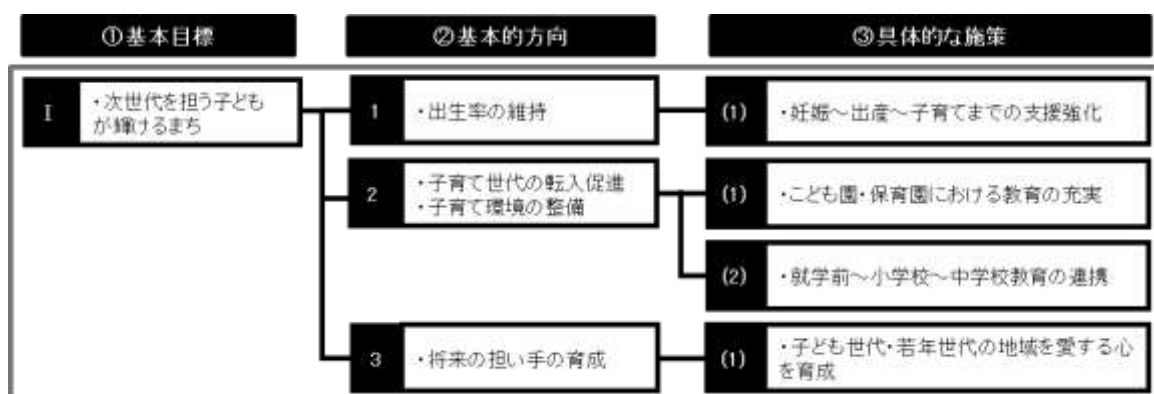 ①基本目標
②基本的方向
③具体的な施策
I
・次世代を担う子ども
が輝けるまち
1
・出生率の維持
(1)
・妊娠～出産～子育てまでの支援強化
2
・子育て世代の転入促進
・子育て環境の整備
(1)
・こども園・保育園における教育の充実
(2)
・就学前～小学校～中学校教育の連携
3
・将来の担い手の育成
(1)
・子ども世代・若年世代の地域を愛する心
を育成